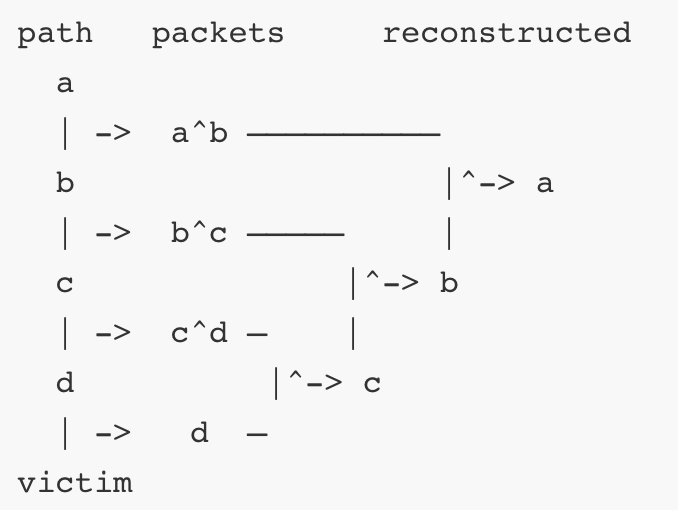 path   packets     reconstructed
  a
  | ->  a^b ——————————
  b                   |^-> a
  | ->  b^c —————     |
  c              |^-> b
  | ->  c^d —    |
  d          |^-> c
  | ->   d  —
victim